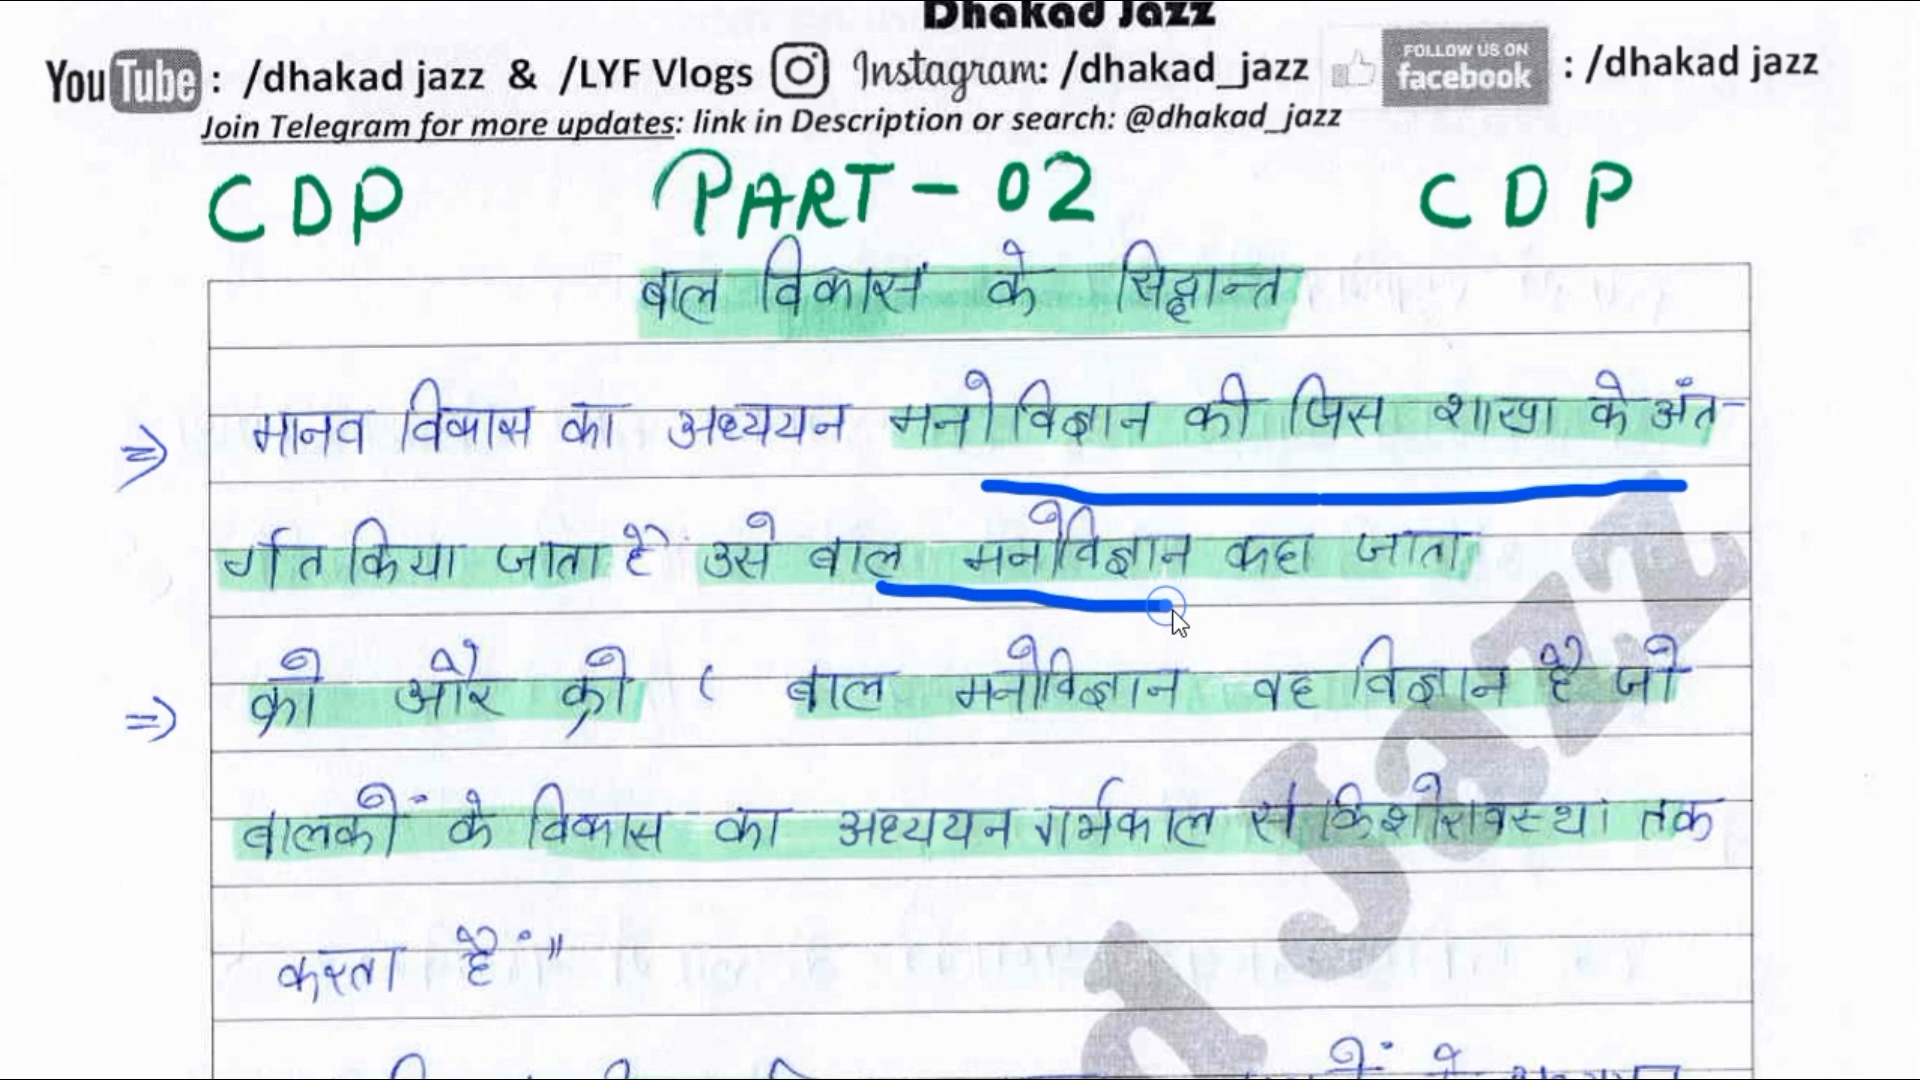 Dhakad Jazz
YouTube : /dhakad jazz & /LYF Vlogs Instagram: /dhakad_jazz FOLLOW US ON facebook : /dhakad jazz
Join Telegram for more updates: link in Description or search: @dhakad_jazz
CDP PART-02 CDP
बाल विकास के सिद्धान्त
⇒ मानव विकास का अध्ययन मनोविज्ञान की जिस शाखा के अंत-
र्गत किया जाता है उसे बाल मनोविज्ञान कहा जाता
⇒ क्रो और क्रो ( बाल मनोविज्ञान वह विज्ञान है जो
बालकों के विकास का अध्ययन गर्भकाल से किशोरावस्था तक
करता है"
Jazz